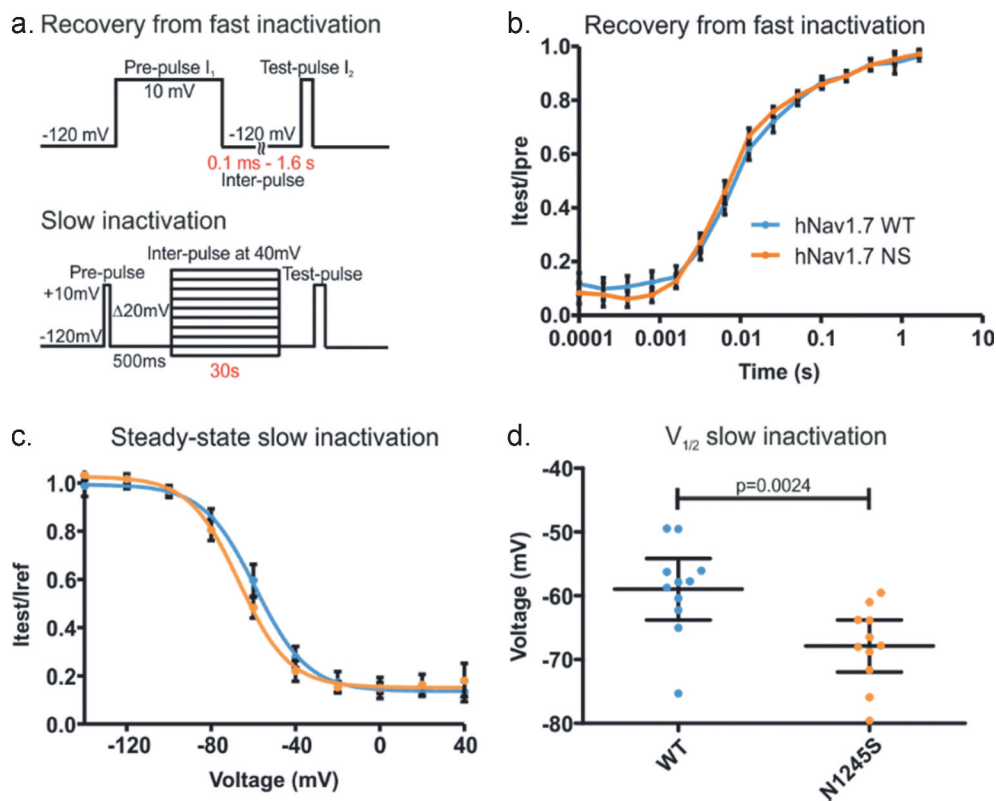 a. Recovery from fast inactivation
Pre-pulse I1
10 mV
Test-pulse I2
-120 mV
-120 mV
0.1 ms - 1.6 s
Inter-pulse
Slow inactivation
Inter-pulse at 40mV
Pre-pulse
Test-pulse
+10mV
Δ20mV
-120mV
500ms
30s
b. Recovery from fast inactivation
Itest/Ipre
1.0
0.8
0.6
0.4
0.2
0.0
hNav1.7 WT
hNav1.7 NS
0.0001 0.001 0.01 0.1 1 10
Time (s)
c. Steady-state slow inactivation
Itest/Iref
1.0
0.8
0.6
0.4
0.2
0.0
-120 -80 -40 0 40
Voltage (mV)
d. V1/2 slow inactivation
Voltage (mV)
-40
-50
-60
-70
-80
p=0.0024
WT
N1245S